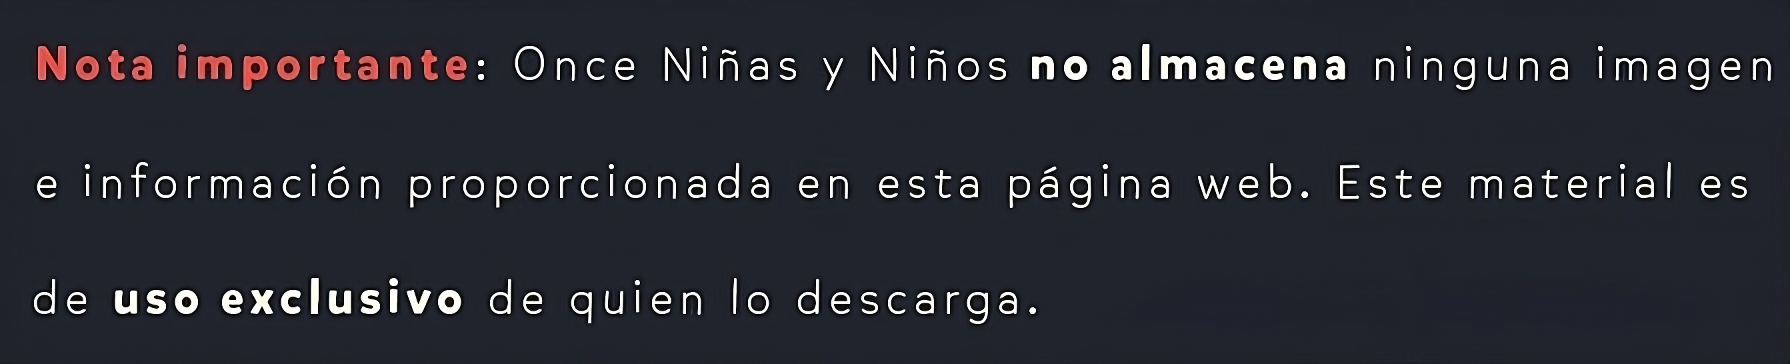 Nota importante: Once Niñas y Niños no almacena ninguna imagen
e información proporcionada en esta página web. Este material es
de uso exclusivo de quien lo descarga.